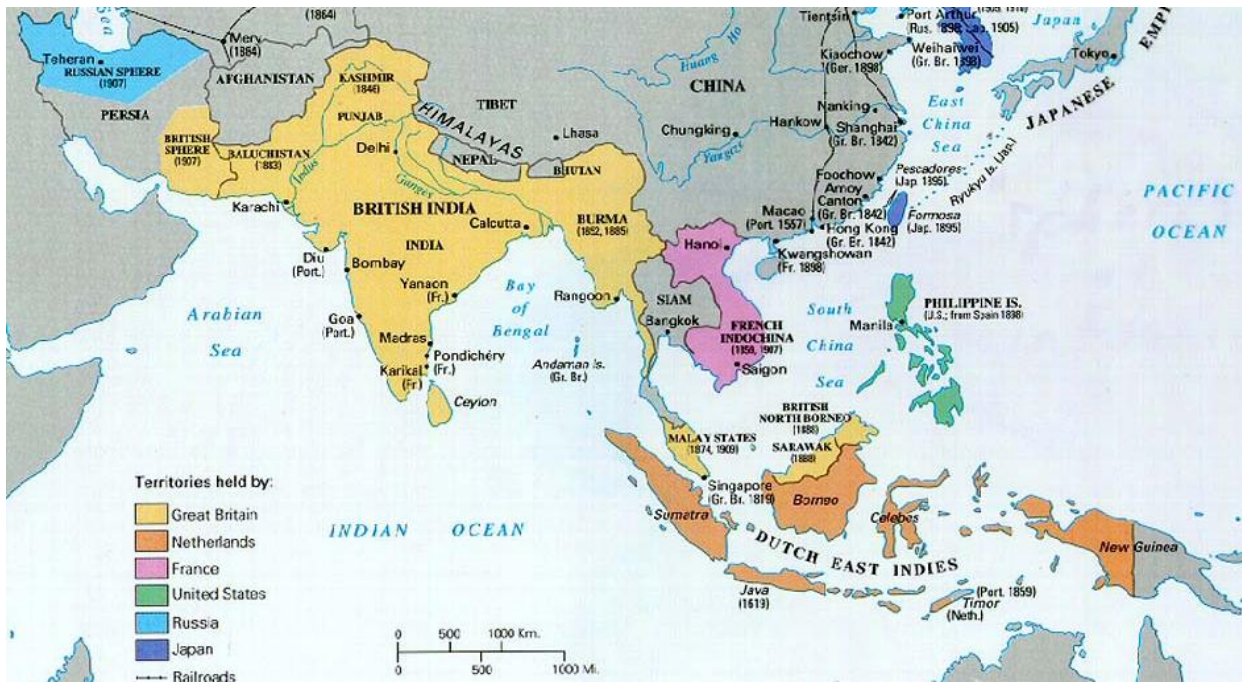 Sea
(1864)
Merv
(1884)
Teheran
RUSSIAN SPHERE
(1907)
AFGHANISTAN
PERSIA
BRITISH
SPHERE
(1907)
BALUCHISTAN
(1883)
KASHMIR
(1846)
PUNJAB
Indus
Delhi
Karachi
HIMALAYAS
TIBET
Lhasa
NEPAL
BHUTAN
Ganges
BRITISH INDIA
INDIA
Calcutta
BURMA
(1852, 1885)
Diu
(Port.)
Bombay
Yanaon
(Fr.)
Goa
(Port.)
Madras
Pondichéry
(Fr.)
Karikal
(Fr.)
Ceylon
Arabian
Sea
Bay
of
Bengal
Rangoon
Andaman Is.
(Gr. Br.)
CHINA
Huang Ho
Chungking
Yangtze
Hankow
Nanking
Shanghai
(Gr. Br. 1842)
Tientsin
Port Arthur
(Rus. 1898, Jap. 1905)
Kiaochow
(Ger. 1898)
Weihaiwei
(Gr. Br. 1898)
Japan
Tokyo
JAPANESE EMPI
East
China
Sea
Foochow
Amoy
Canton
(Gr. Br. 1842)
Pescadores
(Jap. 1895)
Ryukyu Is. (Jap.)
Formosa
(Jap. 1895)
Macao
(Port. 1557)
Hong Kong
(Gr. Br. 1842)
Kwangshowan
(Fr. 1898)
PACIFIC
OCEAN
Hanoi
SIAM
Bangkok
FRENCH
INDOCHINA
(1859, 1907)
Saigon
South
China
Sea
PHILIPPINE IS.
(U.S.; from Spain 1898)
Manila
BRITISH
NORTH BORNEO
(1888)
MALAY STATES
(1874, 1909)
SARAWAK
(1888)
Singapore
(Gr. Br. 1819)
Sumatra
Borneo
Celebes
DUTCH EAST INDIES
New Guinea
Java
(1619)
(Port. 1859)
Timor
(Neth.)
INDIAN OCEAN
Territories held by:
Great Britain
Netherlands
France
United States
Russia
Japan
Railroads
0 500 1000 Km.
0 500 1000 Mi.